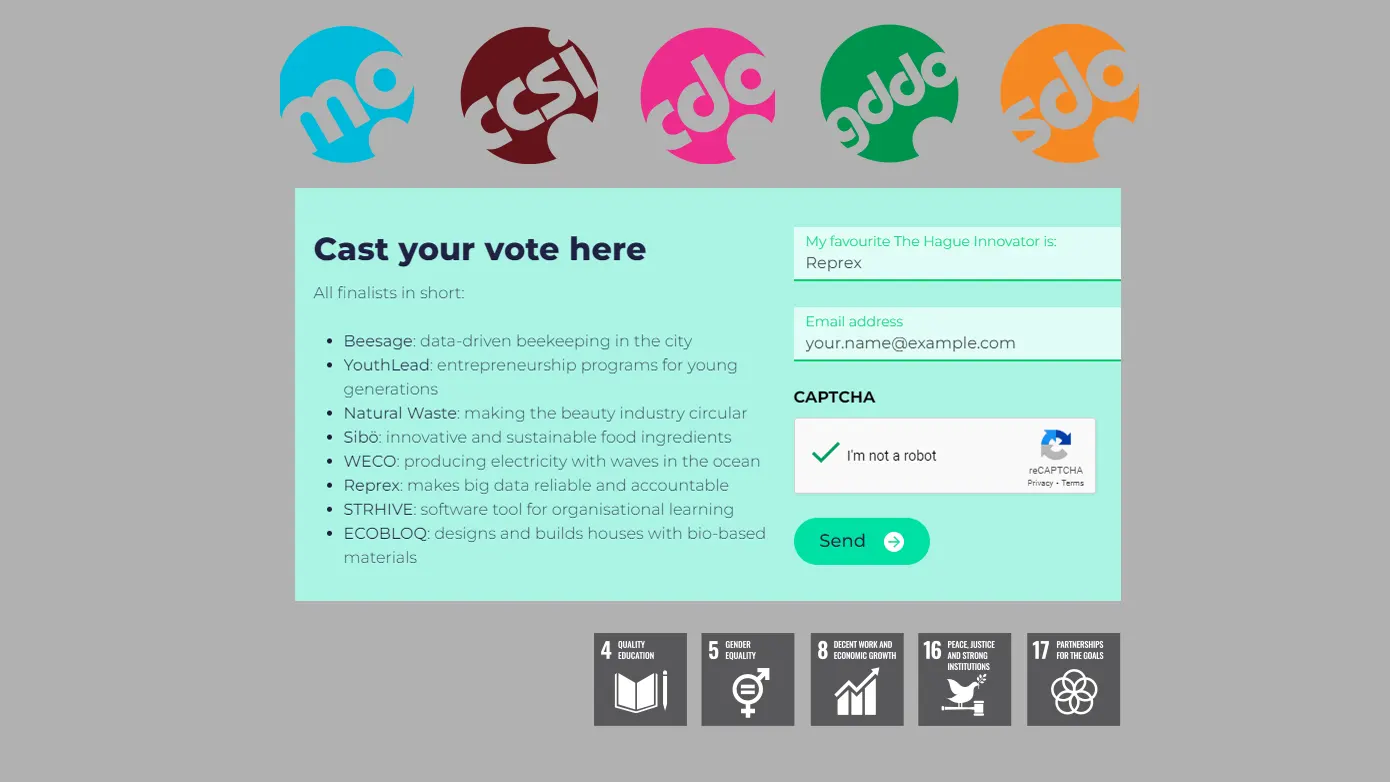 mo
ccsi
cdo
gddo
sdo
Cast your vote here
All finalists in short:
Beesage: data-driven beekeeping in the city
YouthLead: entrepreneurship programs for young
generations
Natural Waste: making the beauty industry circular
Sibö: innovative and sustainable food ingredients
WECO: producing electricity with waves in the ocean
Reprex: makes big data reliable and accountable
STRHIVE: software tool for organisational learning
ECOBLOQ: designs and builds houses with bio-based
materials
My favourite The Hague Innovator is:
Reprex
Email address
your.name@example.com
CAPTCHA
I'm not a robot
reCAPTCHA
Privacy • Terms
Send
4 QUALITY
EDUCATION
5 GENDER
EQUALITY
8 DECENT WORK AND
ECONOMIC GROWTH
16 PEACE, JUSTICE
AND STRONG
INSTITUTIONS
17 PARTNERSHIPS
FOR THE GOALS